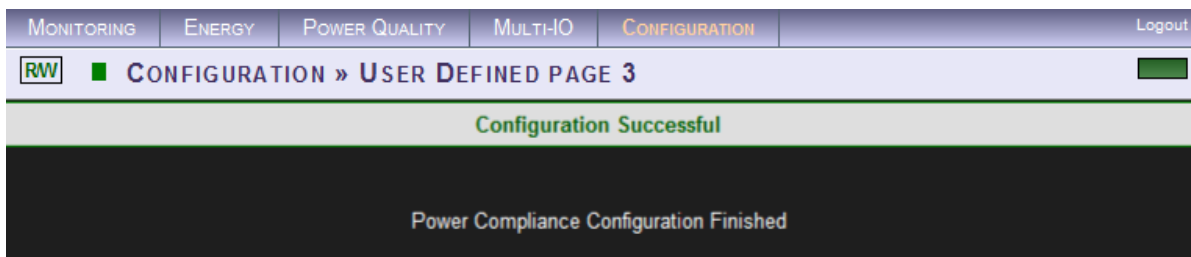 MONITORING ENERGY POWER QUALITY MULTI-IO CONFIGURATION Logout
R/W CONFIGURATION » USER DEFINED PAGE 3
Configuration Successful
Power Compliance Configuration Finished